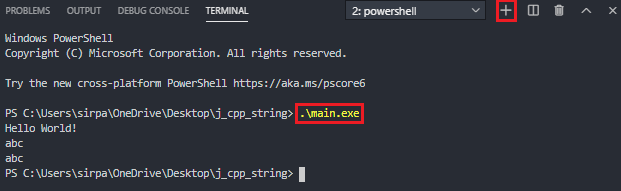 PROBLEMS OUTPUT DEBUG CONSOLE TERMINAL 2: powershell
Windows PowerShell
Copyright (C) Microsoft Corporation. All rights reserved.
Try the new cross-platform PowerShell https://aka.ms/pscore6
PS C:\Users\sirpa\OneDrive\Desktop\j_cpp_string> .\main.exe
Hello World!
abc
abc
PS C:\Users\sirpa\OneDrive\Desktop\j_cpp_string>